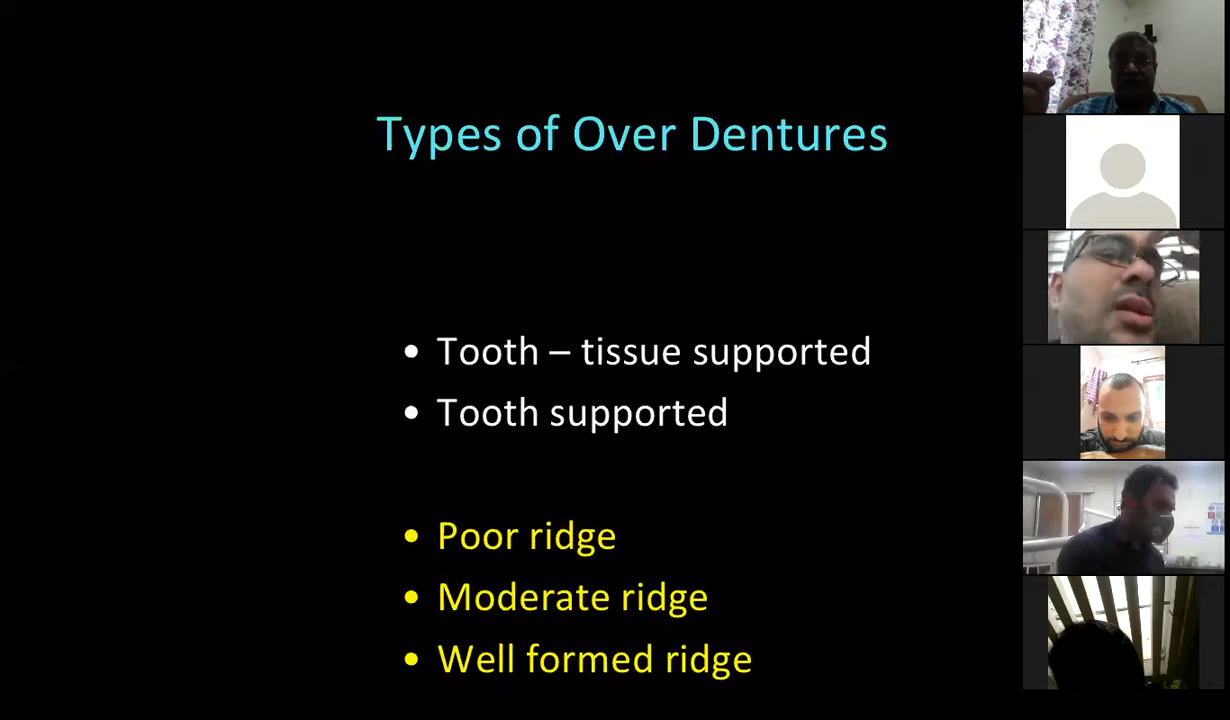 Types of Over Dentures
• Tooth – tissue supported
• Tooth supported
• Poor ridge
• Moderate ridge
• Well formed ridge